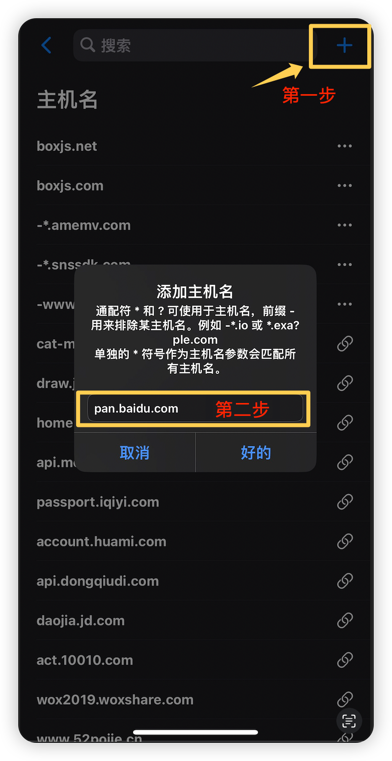 搜索
第一步
主机名
boxjs.net
boxjs.com
-*.amemv.com
-*.snssdk.com
-www
添加主机名
通配符 * 和 ? 可使用于主机名，前缀 -
用来排除某主机名。例如 -*.io 或 *.exa?
ple.com
单独的 * 符号作为主机名参数会匹配所
有主机名。
cat-m
draw.j
pan.baidu.com 第二步
home
取消 好的
api.m
passport.iqiyi.com
account.huami.com
api.dongqiudi.com
daojia.jd.com
act.10010.com
wox2019.woxshare.com
www.52pojie.cn